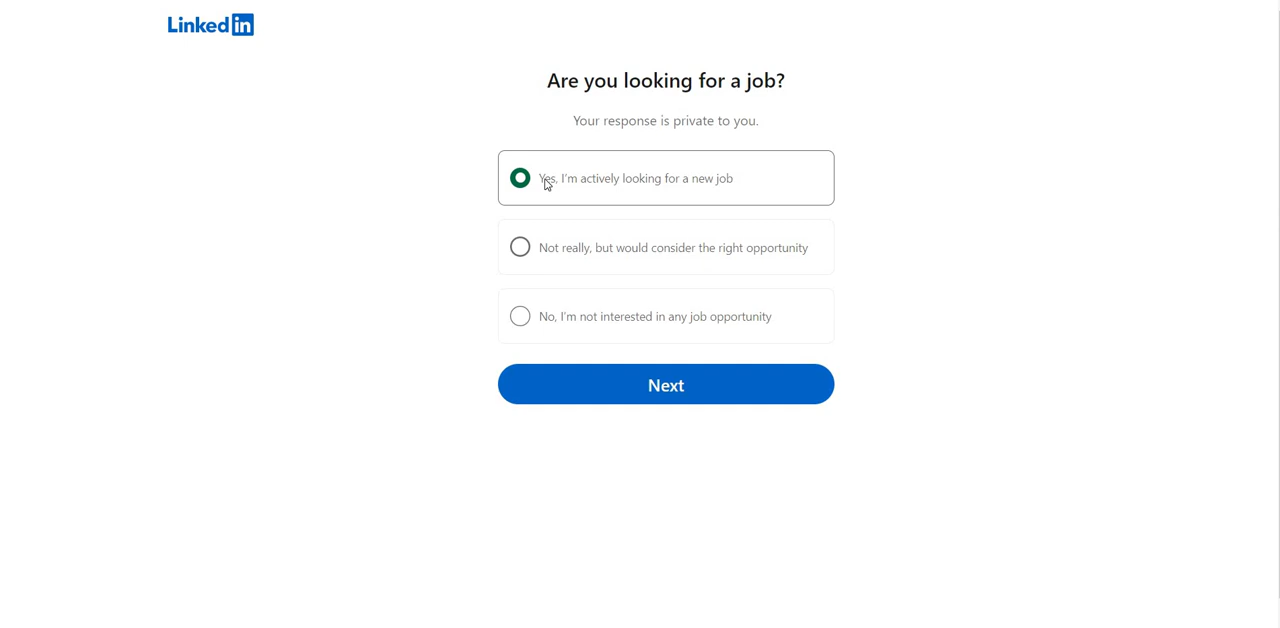 LinkedIn
Are you looking for a job?
Your response is private to you.
Yes, I'm actively looking for a new job
Not really, but would consider the right opportunity
No, I'm not interested in any job opportunity
Next